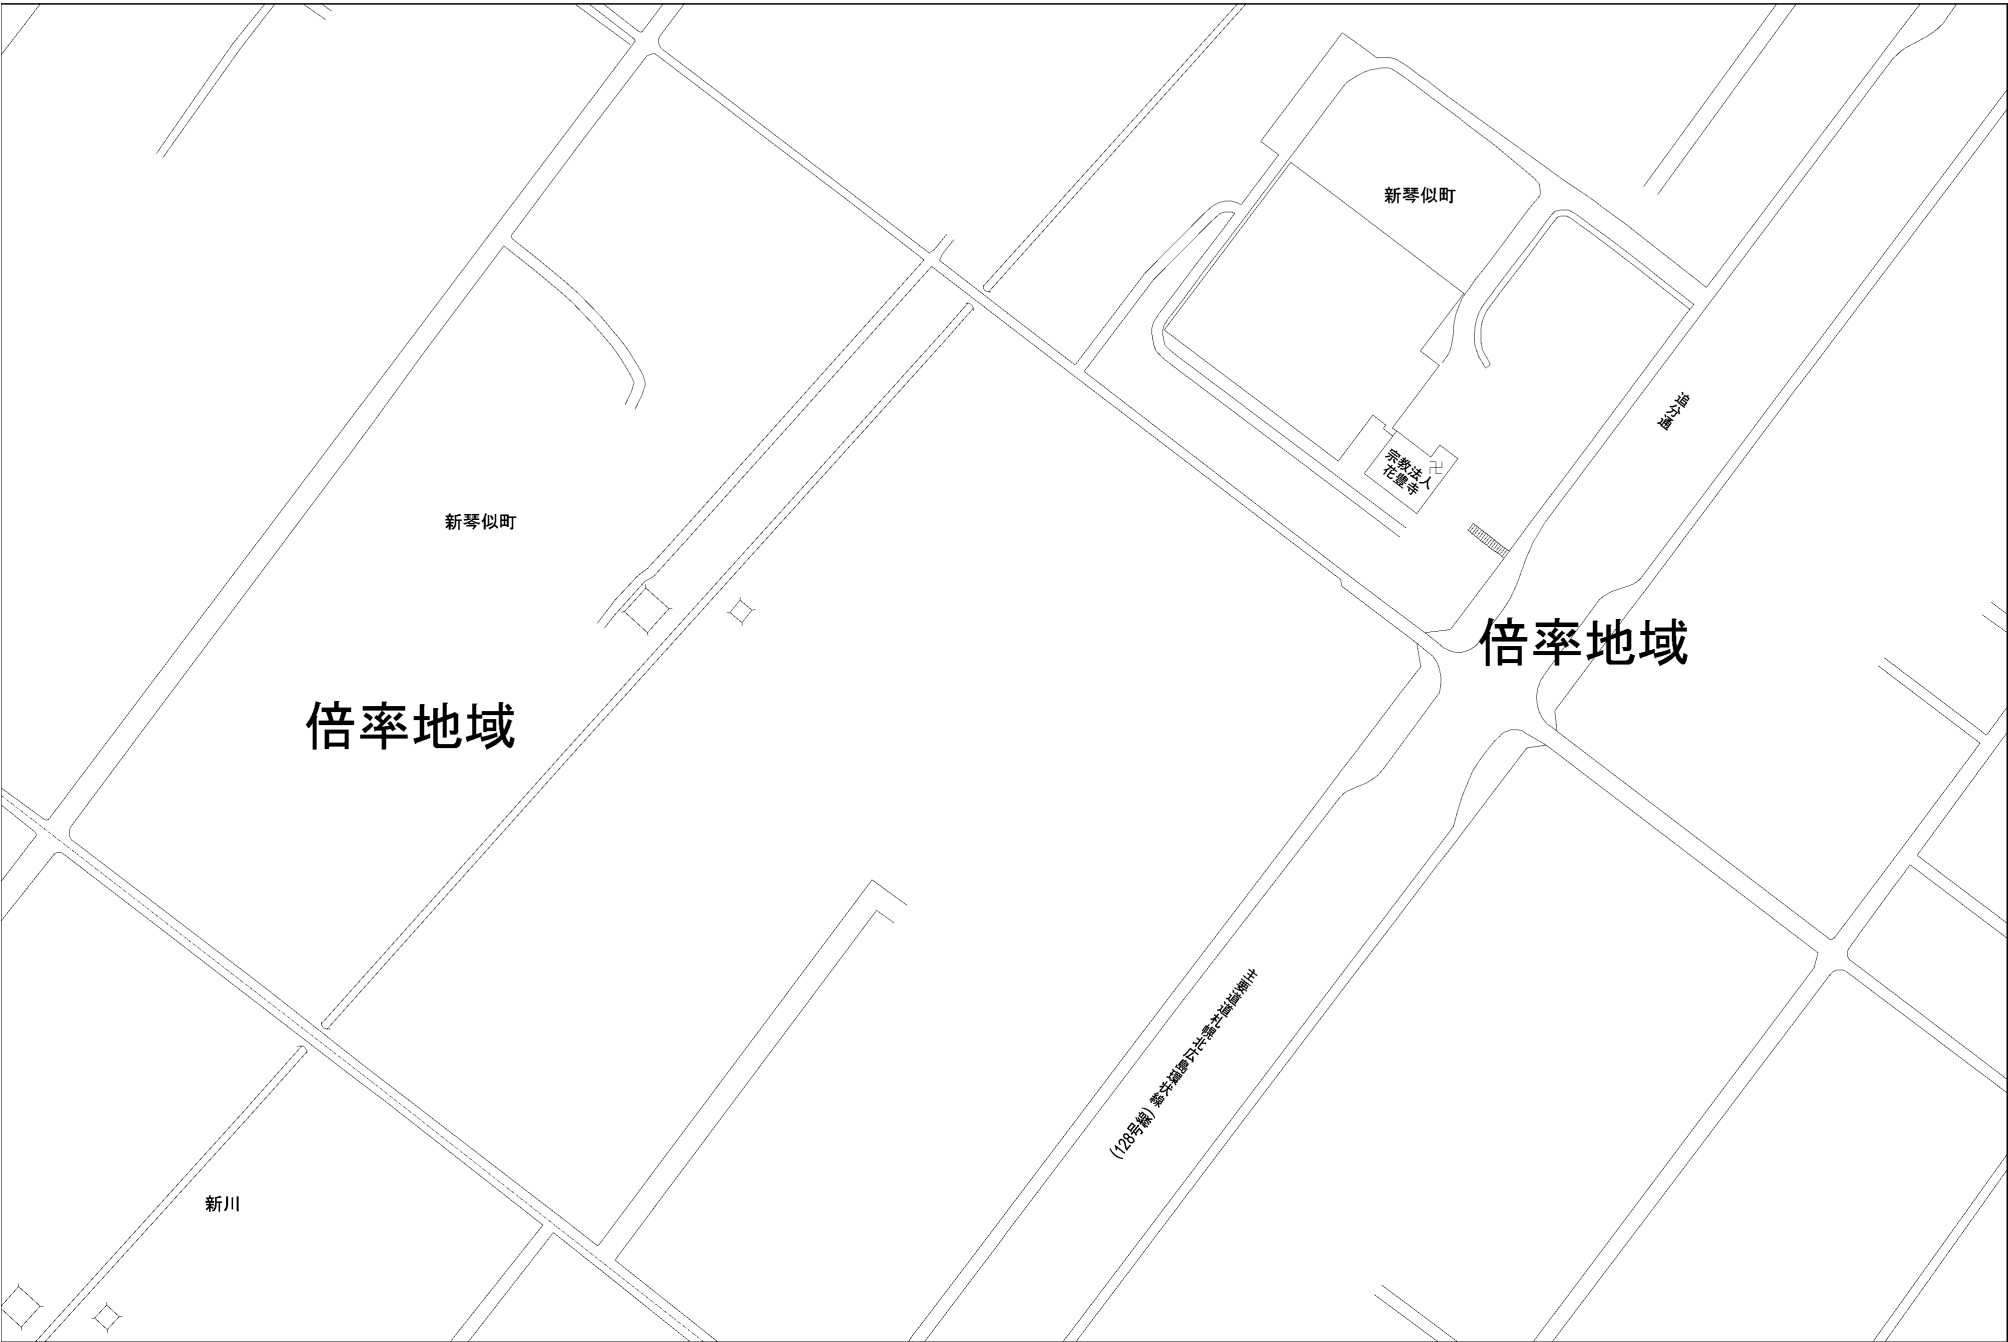 新琴似町
追分通
宗教法人
花豊寺
卍
新琴似町
倍率地域
倍率地域
主要道道札幌北広島環状線
(128号線)
新川